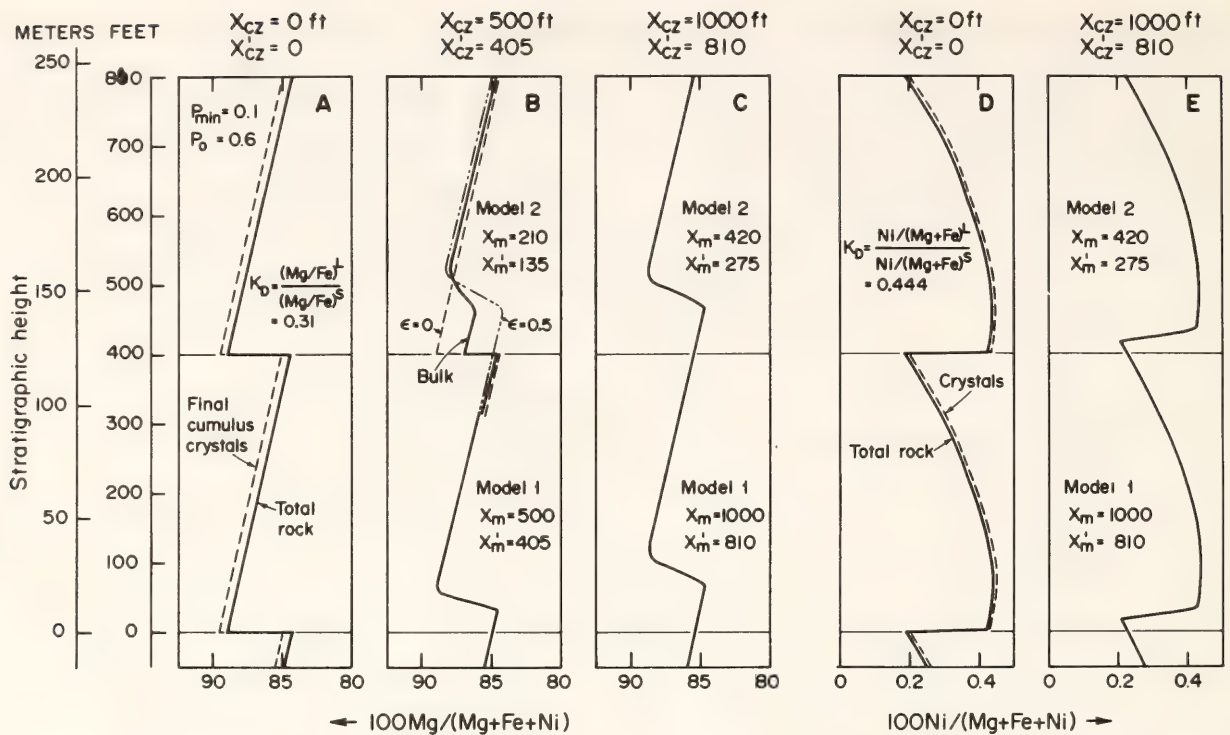 METERS FEET
X_CZ = 0 ft
X'_CZ = 0
X_CZ = 500 ft
X'_CZ = 405
X_CZ = 1000 ft
X'_CZ = 810
X_CZ = 0 ft
X'_CZ = 0
X_CZ = 1000 ft
X'_CZ = 810
Stratigraphic height
250
200
150
100
50
0
800
700
600
500
400
300
200
100
0
A
P_min = 0.1
P_o = 0.6
K_D = (Mg/Fe)^L / (Mg/Fe)^S
= 0.31
Final
cumulus
crystals
Total
rock
90 85 80
B
Model 2
X_m = 210
X'_m = 135
ϵ=0
ϵ=0.5
Bulk
Model 1
X_m = 500
X'_m = 405
90 85 80
C
Model 2
X_m = 420
X'_m = 275
Model 1
X_m = 1000
X'_m = 810
90 85 80
← 100Mg/(Mg+Fe+Ni)
D
K_D = Ni/(Mg+Fe)^L / Ni/(Mg+Fe)^S
= 0.444
Crystals
Total rock
0 0.2 0.4
E
Model 2
X_m = 420
X'_m = 275
Model 1
X_m = 1000
X'_m = 810
0 0.2 0.4
100Ni/(Mg+Fe+Ni) →